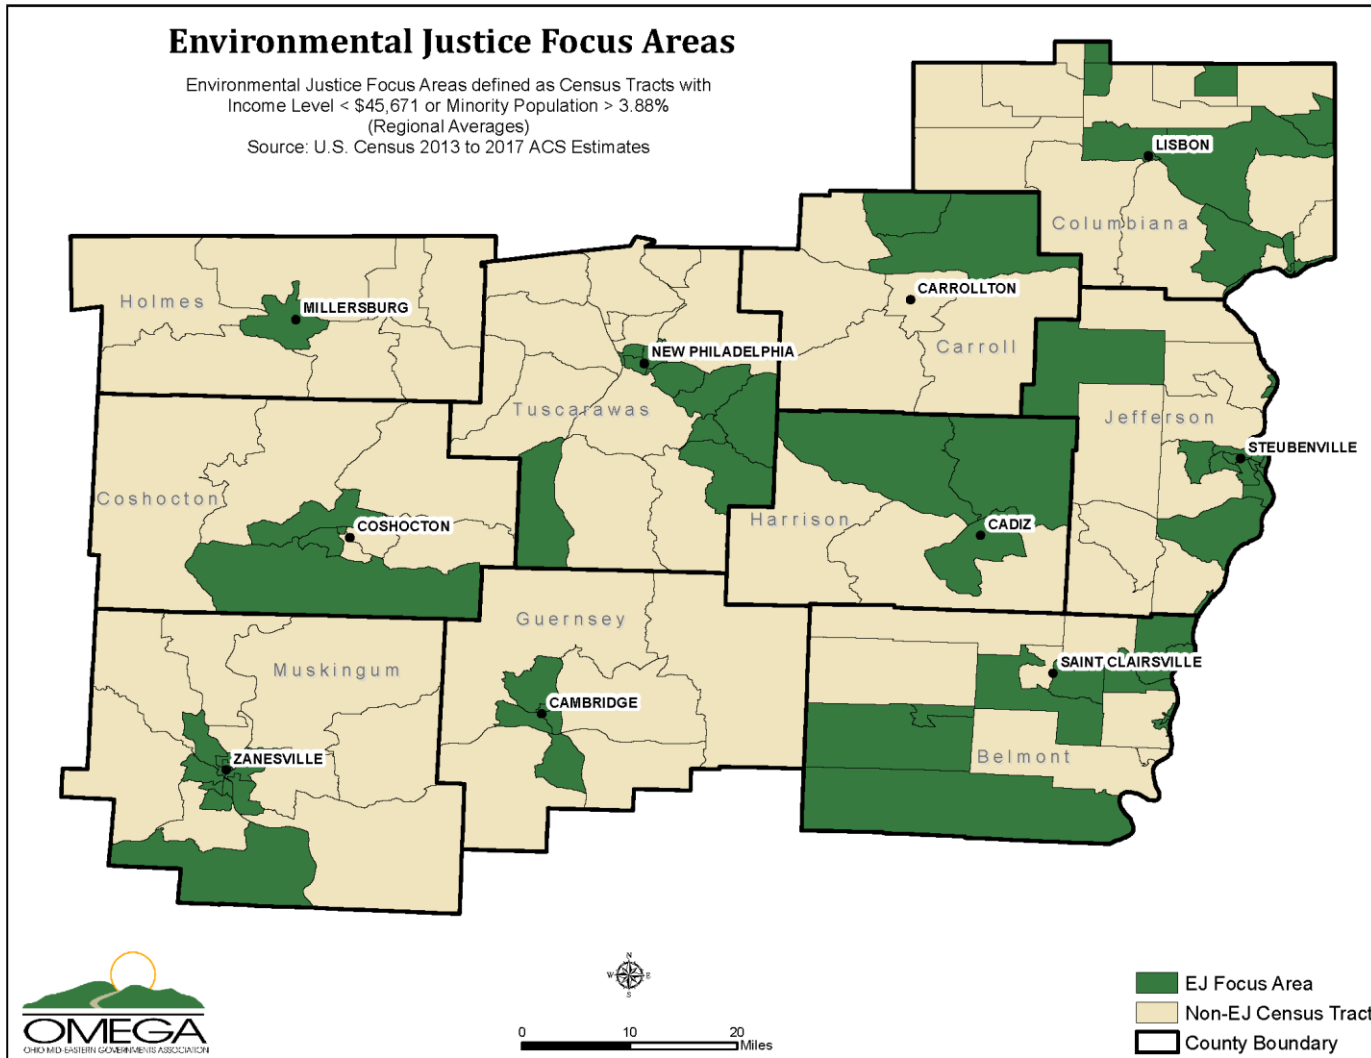 Environmental Justice Focus Areas
Environmental Justice Focus Areas defined as Census Tracts with
Income Level < $45,671 or Minority Population > 3.88%
(Regional Averages)
Source: U.S. Census 2013 to 2017 ACS Estimates
LISBON
Columbiana
Holmes
MILLERSBURG
CARROLLTON
Carroll
NEW PHILADELPHIA
Tuscarawas
Jefferson
STEUBENVILLE
Coshocton
COSHOCTON
Harrison
CADIZ
Guernsey
Muskingum
SAINT CLAIRSVILLE
CAMBRIDGE
Belmont
ZANESVILLE
N
W E
S
OMEGA
OHIO MID-EASTERN GOVERNMENTS ASSOCIATION
0 10 20
Miles
EJ Focus Area
Non-EJ Census Tract
County Boundary